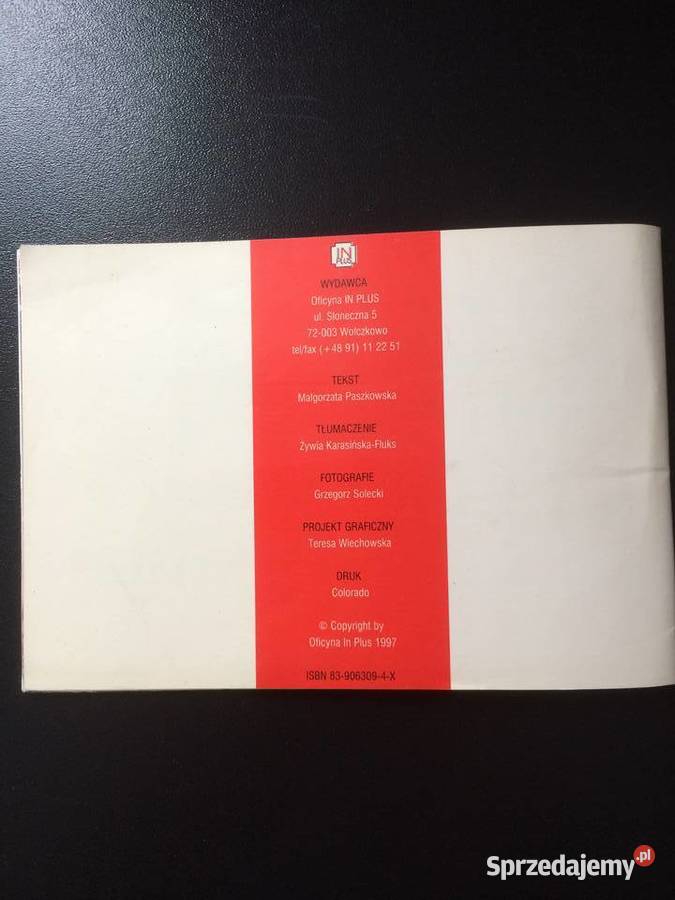 IN
PLUS
WYDAWCA
Oficyna IN PLUS
ul. Słoneczna 5
72-003 Wołczkowo
tel/fax (+48 91) 11 22 51
TEKST
Małgorzata Paszkowska
TŁUMACZENIE
Żywia Karasińska-Fluks
FOTOGRAFIE
Grzegorz Solecki
PROJEKT GRAFICZNY
Teresa Wiechowska
DRUK
Colorado
© Copyright by
Oficyna In Plus 1997
ISBN 83-906309-4-X
Sprzedajemy.pl